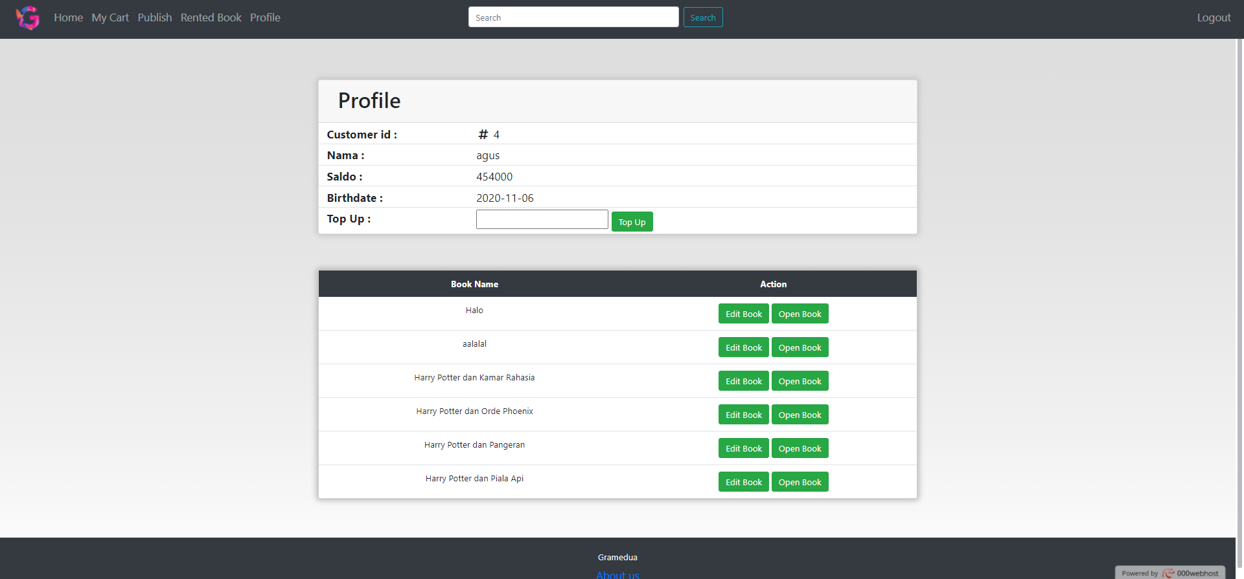 Home My Cart Publish Rented Book Profile Search Search Logout
Profile
Customer id : # 4
Nama : agus
Saldo : 454000
Birthdate : 2020-11-06
Top Up : Top Up
Book Name Action
Halo Edit Book Open Book
aalalal Edit Book Open Book
Harry Potter dan Kamar Rahasia Edit Book Open Book
Harry Potter dan Orde Phoenix Edit Book Open Book
Harry Potter dan Pangeran Edit Book Open Book
Harry Potter dan Piala Api Edit Book Open Book
Gramedua
About us
Powered by 000webhost